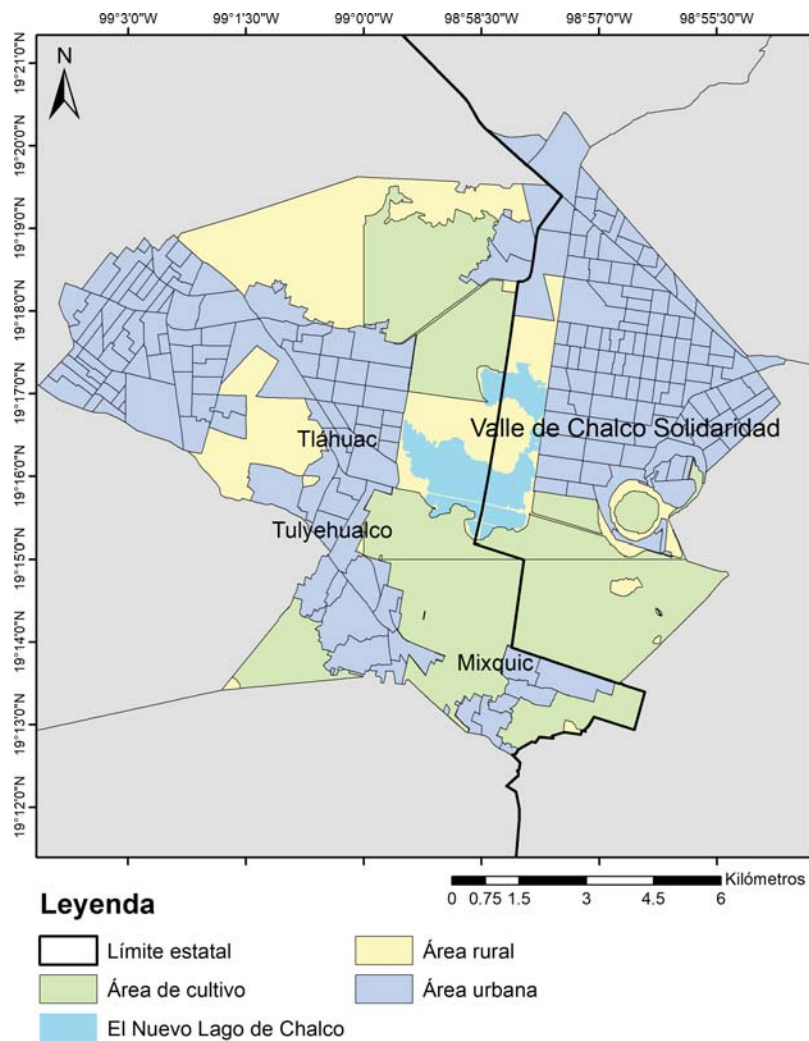 99°3'0"W 99°1'30"W 99°0'0" 98°58'30"W 98°57'0"W 98°55'30"W
N
19°21'0"N
19°20'0"N
19°19'0"N
19°18'0"N
19°17'0"N
19°16'0"N
19°15'0"N
19°14'0"N
19°13'0"N
19°12'0"N
Valle de Chalco Solidaridad
Tláhuac
Tulyehualco
Mixquic
Kilómetros
0 0.75 1.5 3 4.5 6
Leyenda
Límite estatal
Área rural
Área de cultivo
Área urbana
El Nuevo Lago de Chalco